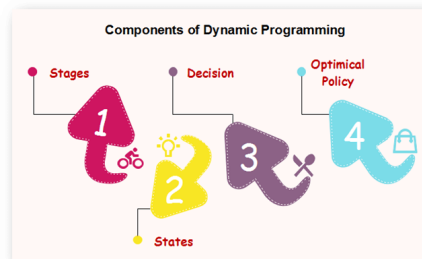 Components of Dynamic Programming
Stages
Decision
Optimical
Policy
1
2
3
4
States